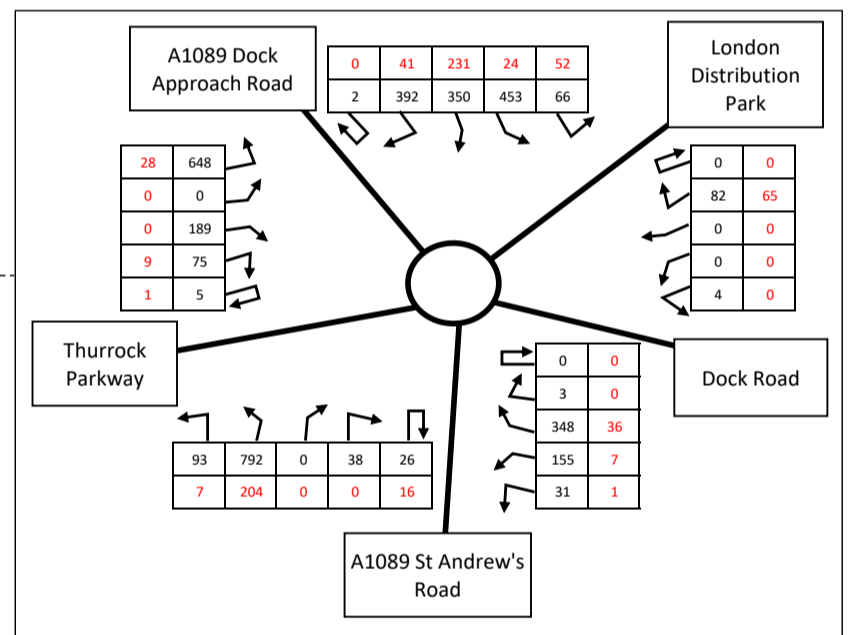 A1089 Dock
Approach Road
0 41 231 24 52
2 392 350 453 66
London
Distribution
Park
28 648
0 0
0 189
9 75
1 5
0 0
82 65
0 0
0 0
4 0
Thurrock
Parkway
Dock Road
0 0
3 0
348 36
155 7
31 1
93 792 0 38 26
7 204 0 0 16
A1089 St Andrew's
Road